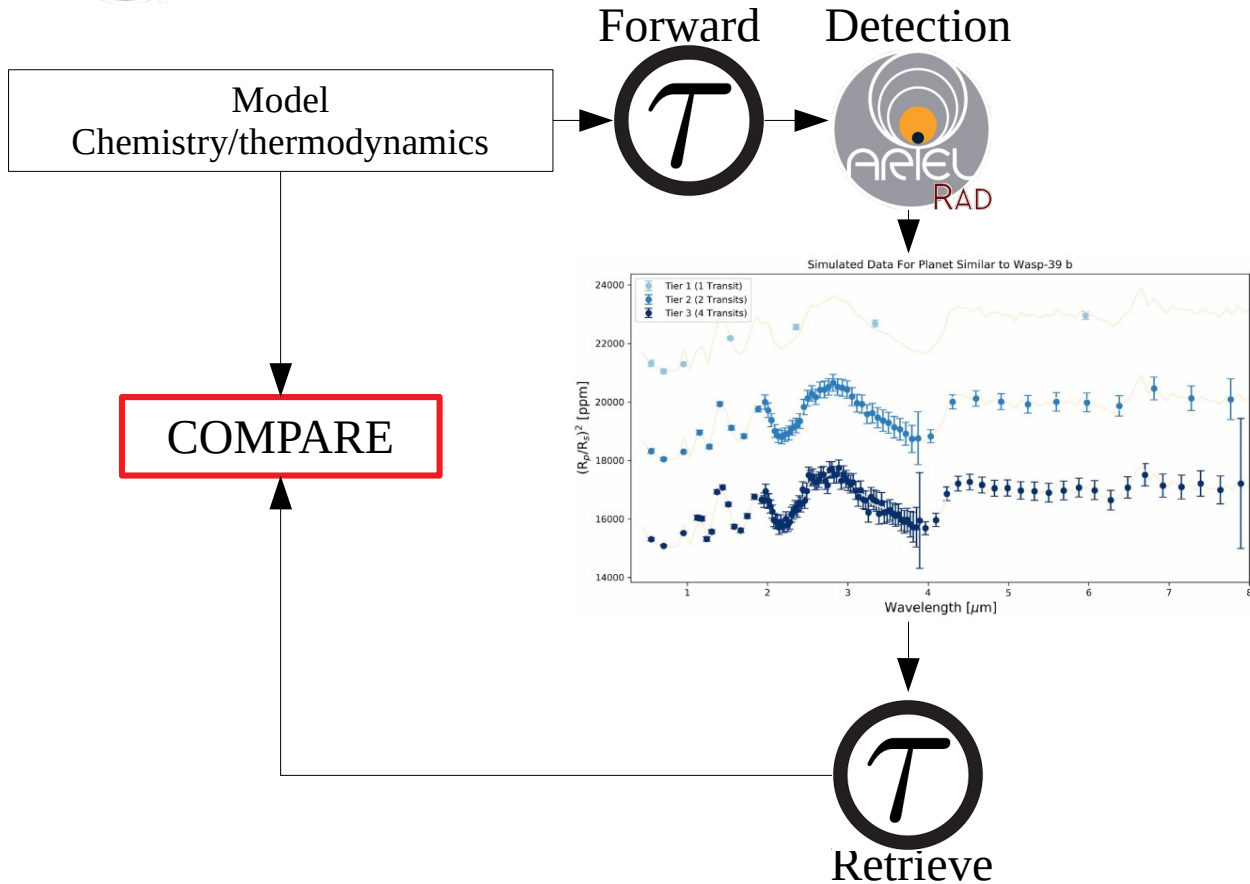 Forward
Detection
Model
Chemistry/thermodynamics
τ
ARIEL
RAD
Simulated Data For Planet Similar to Wasp-39 b
Tier 1 (1 Transit)
Tier 2 (2 Transits)
Tier 3 (4 Transits)
24000
22000
20000
18000
16000
14000
(Rₚ/Rₛ)² [ppm]
1 2 3 4 5 6 7 8
Wavelength [μm]
COMPARE
τ
Retrieve